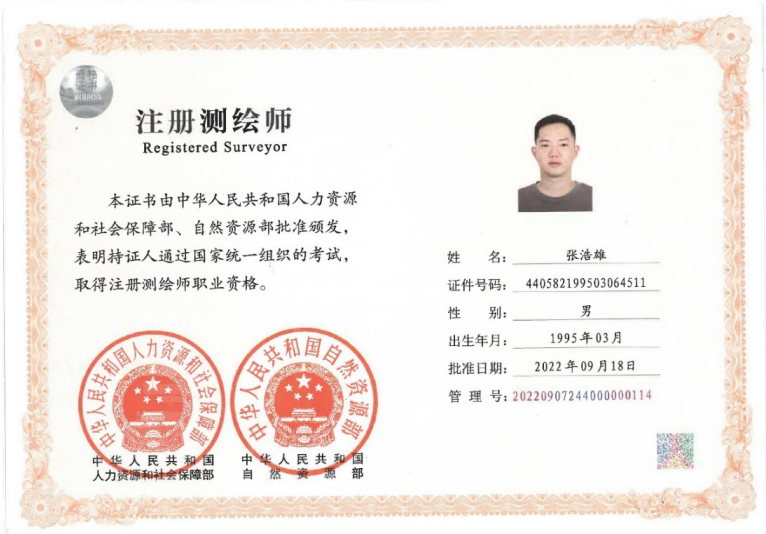 注册测绘师
Registered Surveyor
本证书由中华人民共和国人力资源
和社会保障部、自然资源部批准颁发，
表明持证人通过国家统一组织的考试，
取得注册测绘师职业资格。
中华人民共和国人力资源和社会保障部
中华人民共和国自然资源部
中华人民共和国
人力资源和社会保障部
中华人民共和国
自然资源部
姓名：张浩雄
证件号码：440582199503064511
性别：男
出生年月：1995年03月
批准日期：2022年09月18日
管理号：20220907244000000114